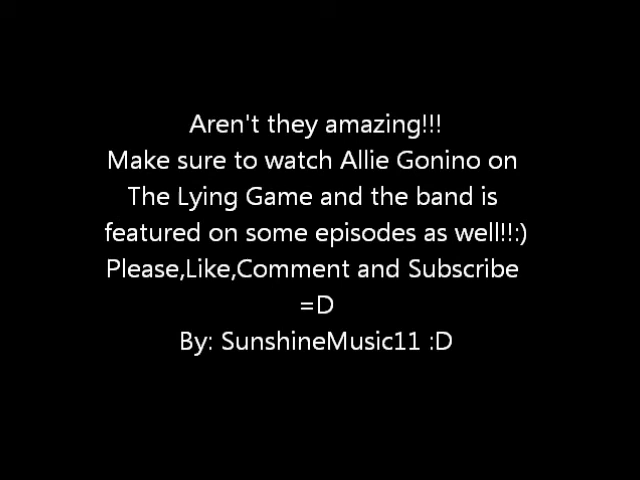 Aren't they amazing!!!
Make sure to watch Allie Gonino on
The Lying Game and the band is
featured on some episodes as well!!:)
Please,Like,Comment and Subscribe
=D
By: SunshineMusic11 :D